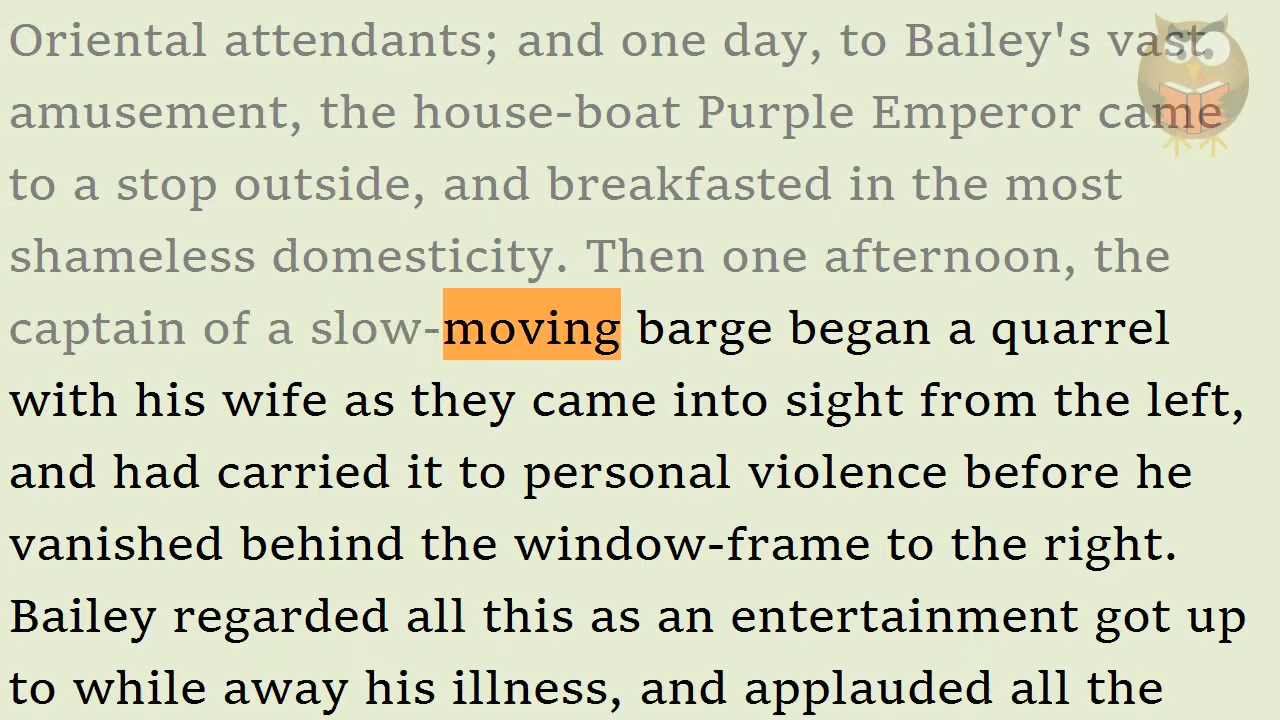 Oriental attendants; and one day, to Bailey's vast
amusement, the house-boat Purple Emperor came
to a stop outside, and breakfasted in the most
shameless domesticity. Then one afternoon, the
captain of a slow-moving barge began a quarrel
with his wife as they came into sight from the left,
and had carried it to personal violence before he
vanished behind the window-frame to the right.
Bailey regarded all this as an entertainment got up
to while away his illness, and applauded all the